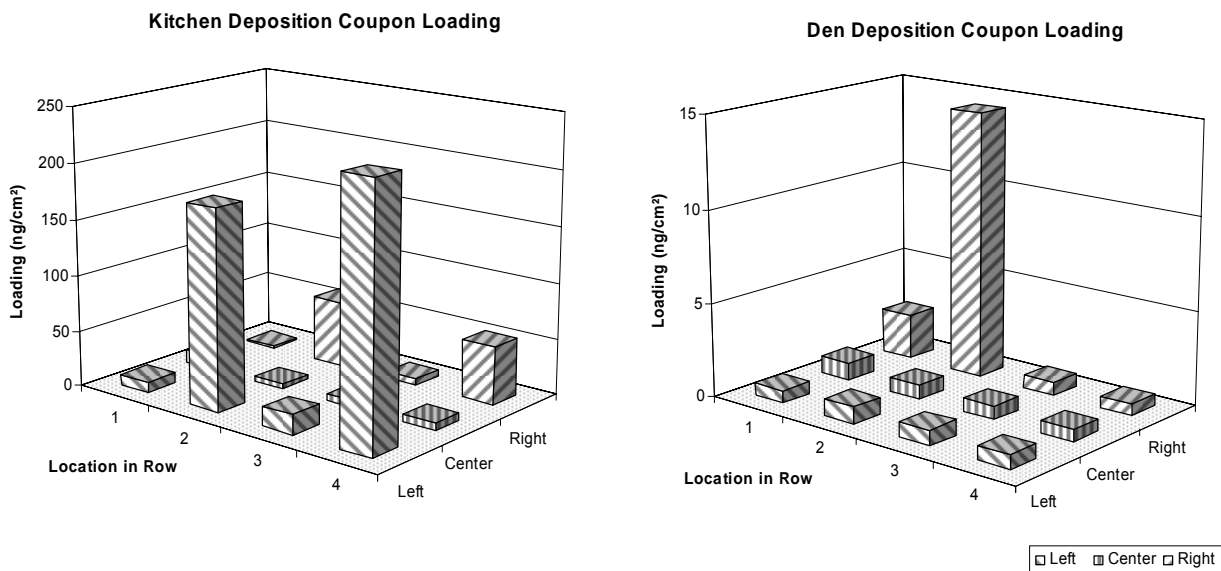 Kitchen Deposition Coupon Loading
250
200
150
100
50
0
Loading (ng/cm²)
1
2
3
4
Location in Row
Left
Center
Right
Den Deposition Coupon Loading
15
10
5
0
Loading (ng/cm²)
1
2
3
4
Location in Row
Left
Center
Right
Left Center Right